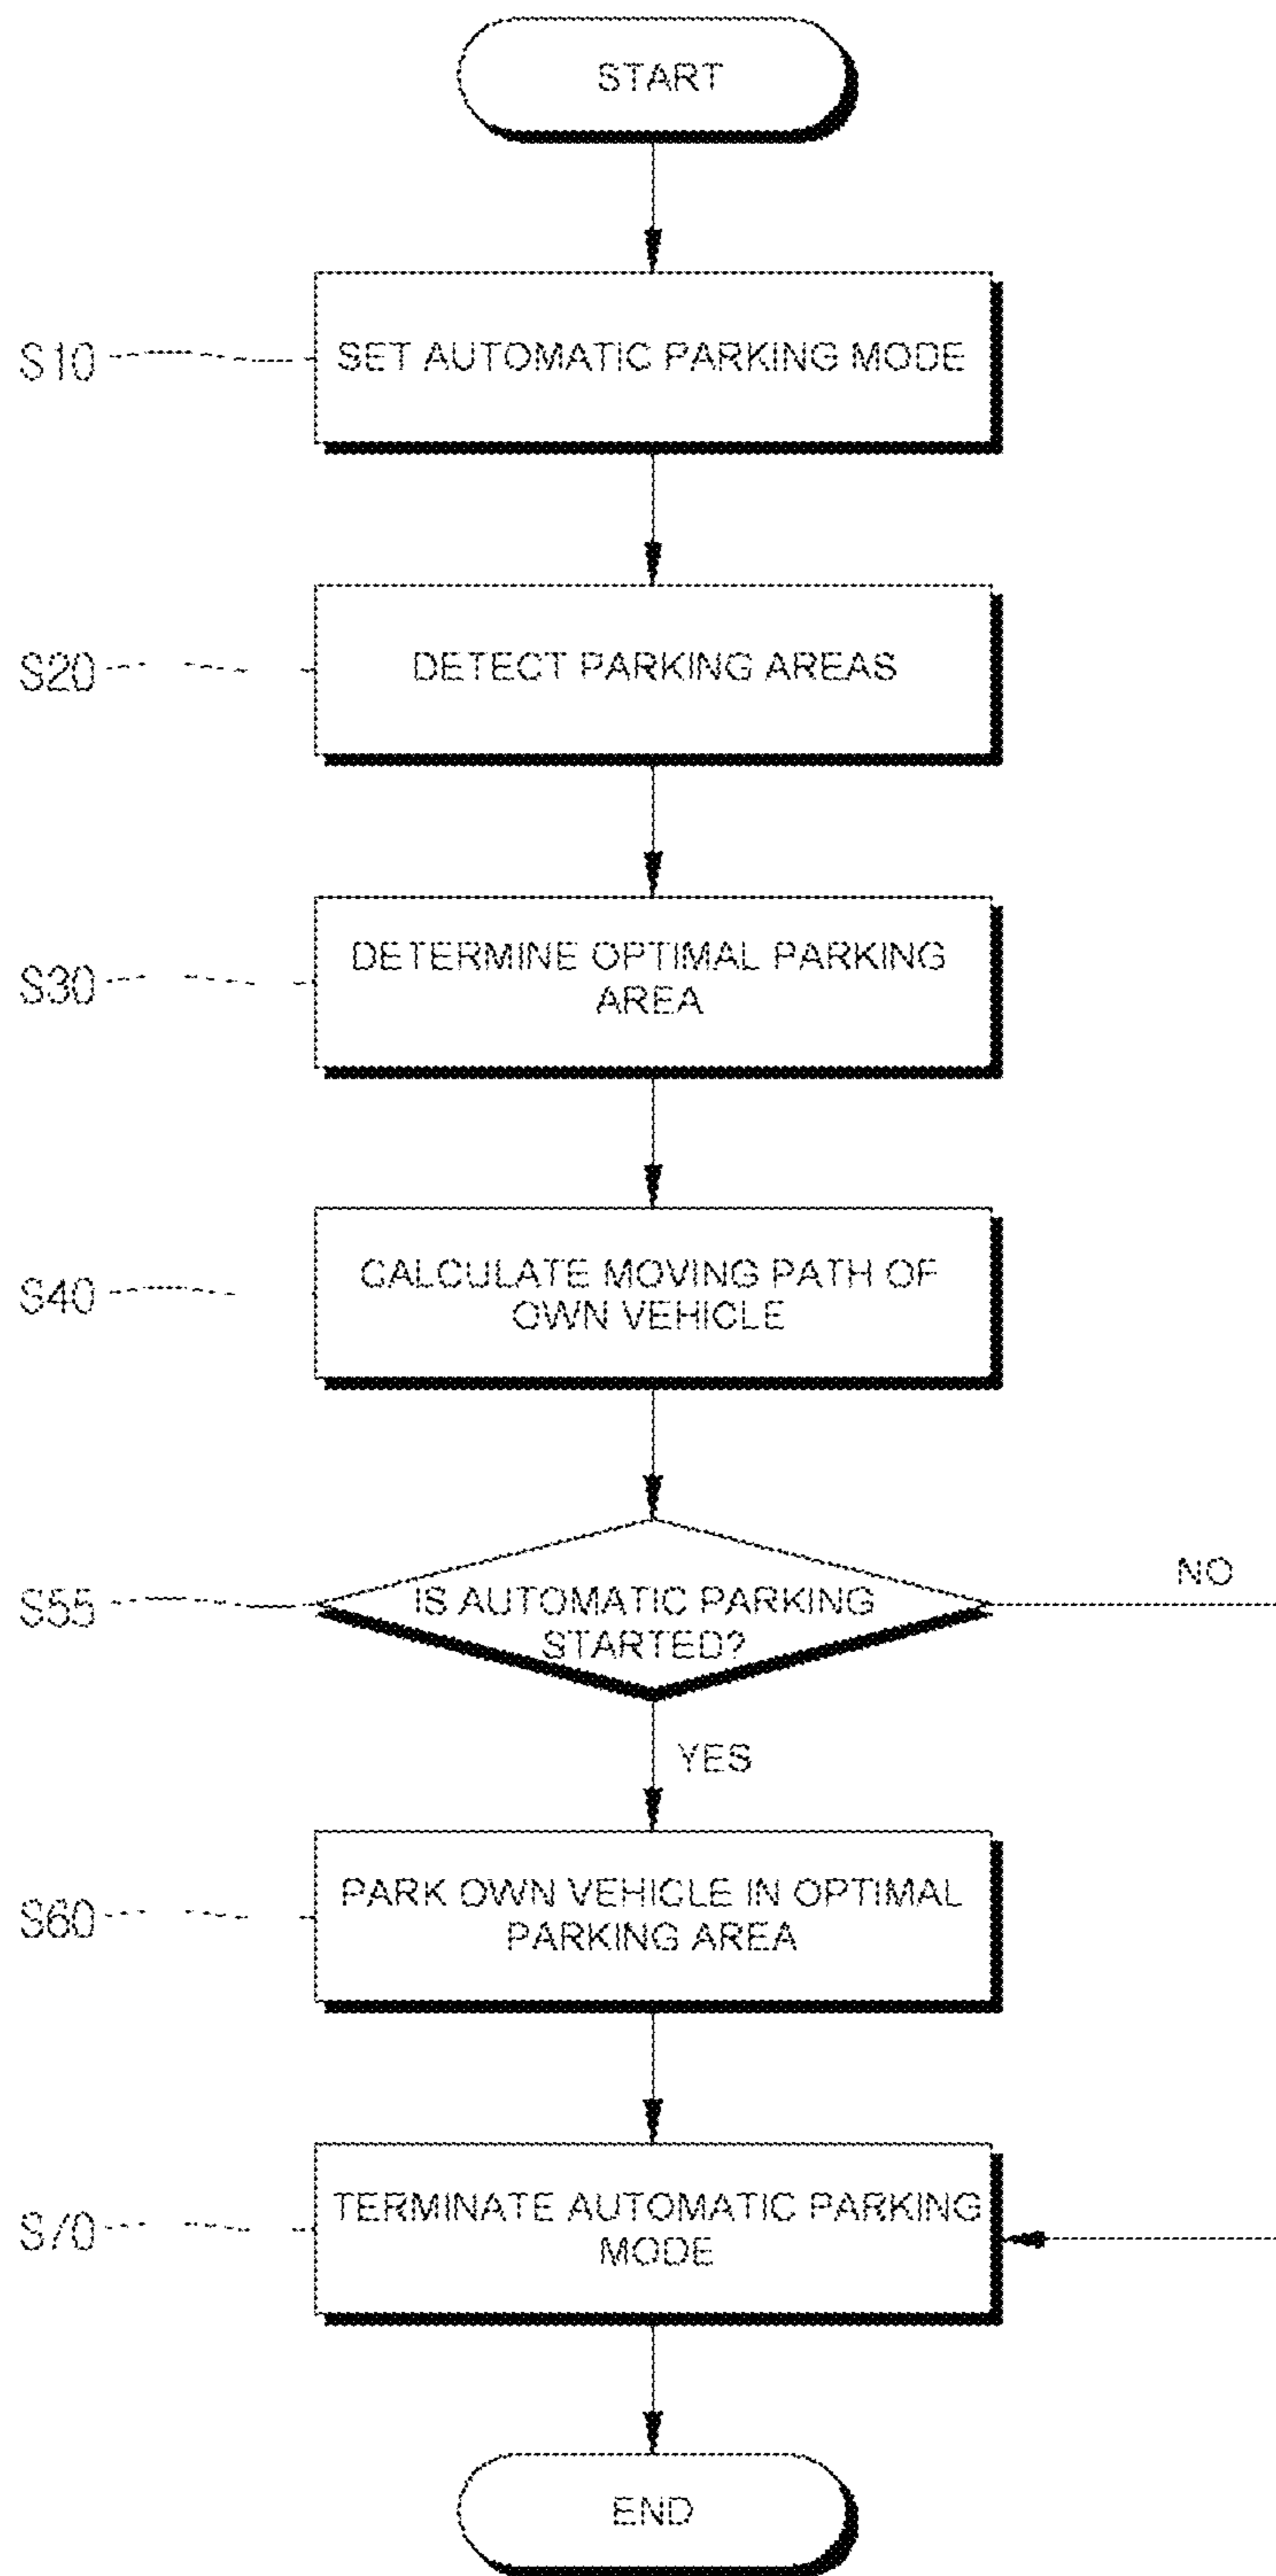 START
S10
SET AUTOMATIC PARKING MODE
S20
DETECT PARKING AREAS
S30
DETERMINE OPTIMAL PARKING
AREA
S40
CALCULATE MOVING PATH OF
OWN VEHICLE
S55
IS AUTOMATIC PARKING
STARTED?
NO
YES
S60
PARK OWN VEHICLE IN OPTIMAL
PARKING AREA
S70
TERMINATE AUTOMATIC PARKING
MODE
END